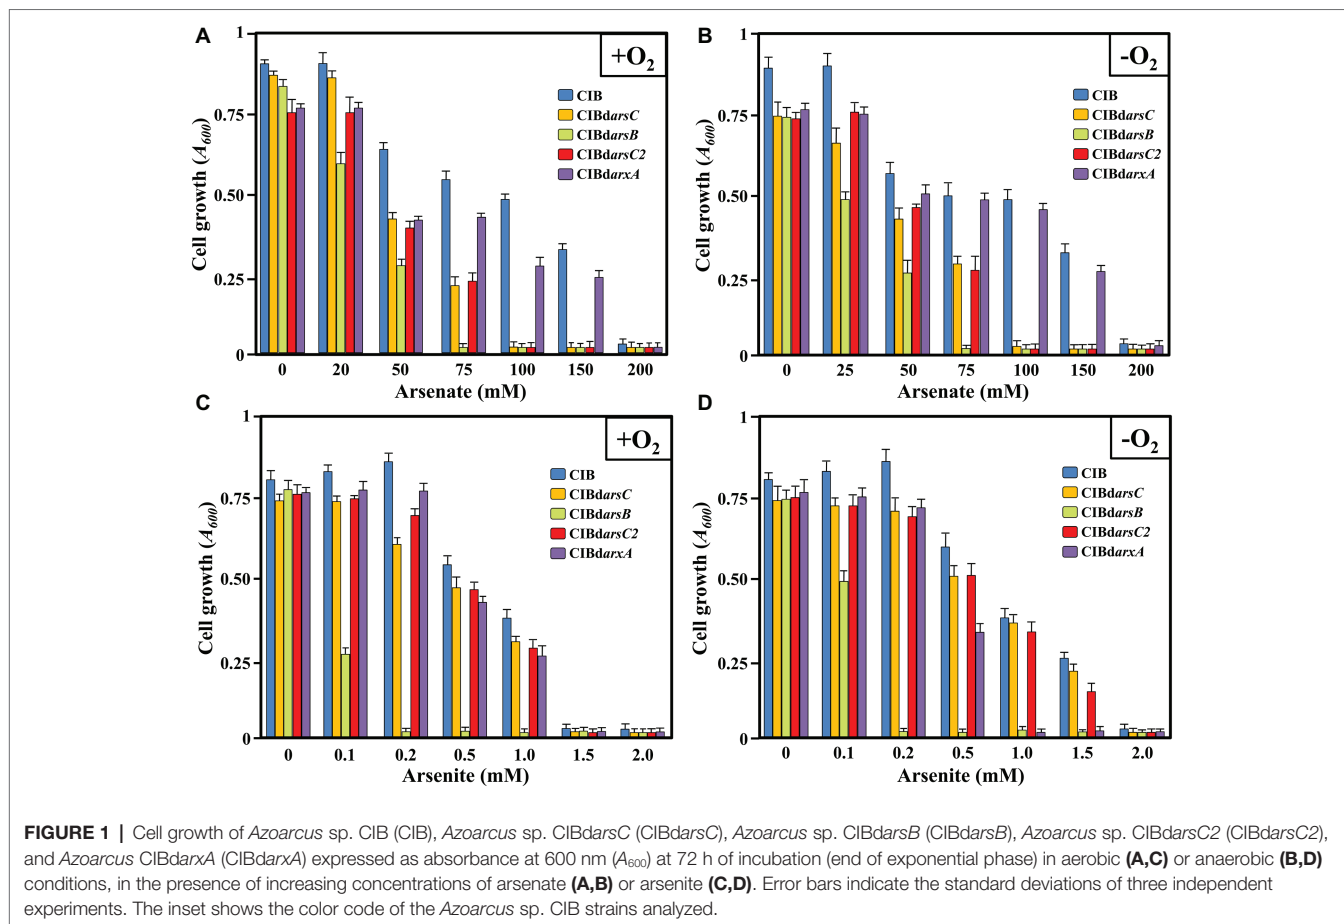 A
+O2
1
0.75
0.50
0.25
0
Cell growth (A600)
CIB
CIBdarsC
CIBdarsB
CIBdarsC2
CIBdarxA
0 20 50 75 100 150 200
Arsenate (mM)
B
-O2
1
0.75
0.50
0.25
0
Cell growth (A600)
CIB
CIBdarsC
CIBdarsB
CIBdarsC2
CIBdarxA
0 25 50 75 100 150 200
Arsenate (mM)
C
+O2
1
0.75
0.50
0.25
0
Cell growth (A600)
CIB
CIBdarsC
CIBdarsB
CIBdarsC2
CIBdarxA
0 0.1 0.2 0.5 1.0 1.5 2.0
Arsenite (mM)
D
-O2
1
0.75
0.50
0.25
0
Cell growth (A600)
CIB
CIBdarsC
CIBdarsB
CIBdarsC2
CIBdarxA
0 0.1 0.2 0.5 1.0 1.5 2.0
Arsenite (mM)
FIGURE 1 | Cell growth of Azoarcus sp. CIB (CIB), Azoarcus sp. CIBdarsC (CIBdarsC), Azoarcus sp. CIBdarsB (CIBdarsB), Azoarcus sp. CIBdarsC2 (CIBdarsC2),
and Azoarcus CIBdarxA (CIBdarxA) expressed as absorbance at 600 nm (A600) at 72 h of incubation (end of exponential phase) in aerobic (A,C) or anaerobic (B,D)
conditions, in the presence of increasing concentrations of arsenate (A,B) or arsenite (C,D). Error bars indicate the standard deviations of three independent
experiments. The inset shows the color code of the Azoarcus sp. CIB strains analyzed.